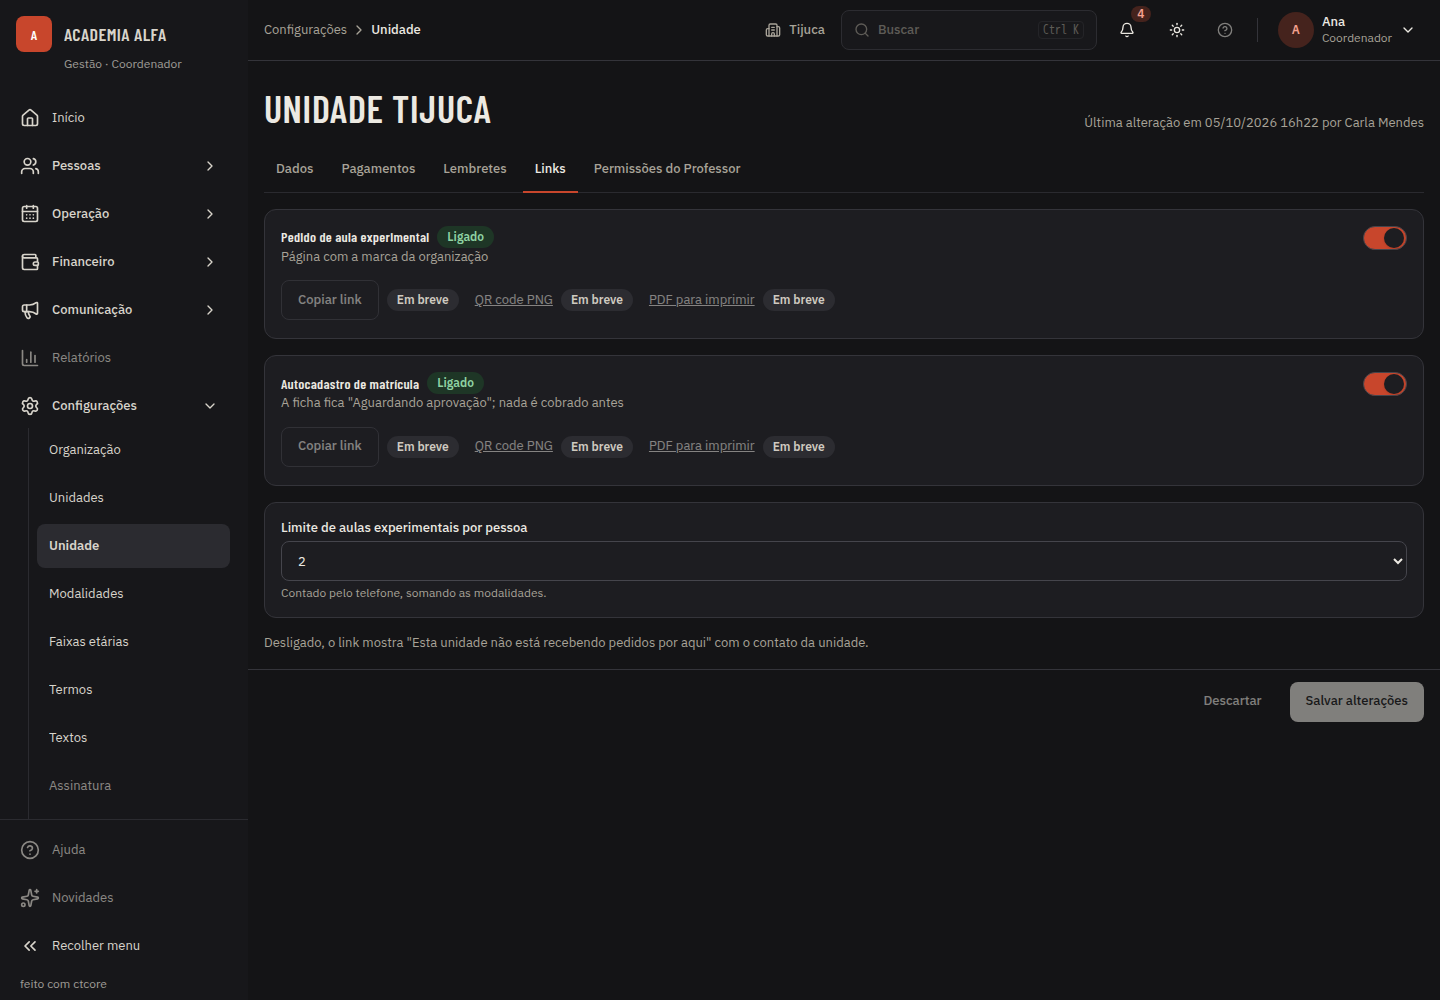 A
ACADEMIA ALFA
Gestão · Coordenador
Início
Pessoas
Operação
Financeiro
Comunicação
Relatórios
Configurações
Organização
Unidades
Unidade
Modalidades
Faixas etárias
Termos
Textos
Assinatura
Ajuda
Novidades
Recolher menu
feito com ctcore
Configurações > Unidade
Tijuca
Buscar
Ctrl K
4
A
Ana
Coordenador
UNIDADE TIJUCA
Última alteração em 05/10/2026 16h22 por Carla Mendes
Dados Pagamentos Lembretes Links Permissões do Professor
Pedido de aula experimental Ligado
Página com a marca da organização
Copiar link Em breve QR code PNG Em breve PDF para imprimir Em breve
Autocadastro de matrícula Ligado
A ficha fica "Aguardando aprovação"; nada é cobrado antes
Copiar link Em breve QR code PNG Em breve PDF para imprimir Em breve
Limite de aulas experimentais por pessoa
2
Contado pelo telefone, somando as modalidades.
Desligado, o link mostra "Esta unidade não está recebendo pedidos por aqui" com o contato da unidade.
Descartar Salvar alterações